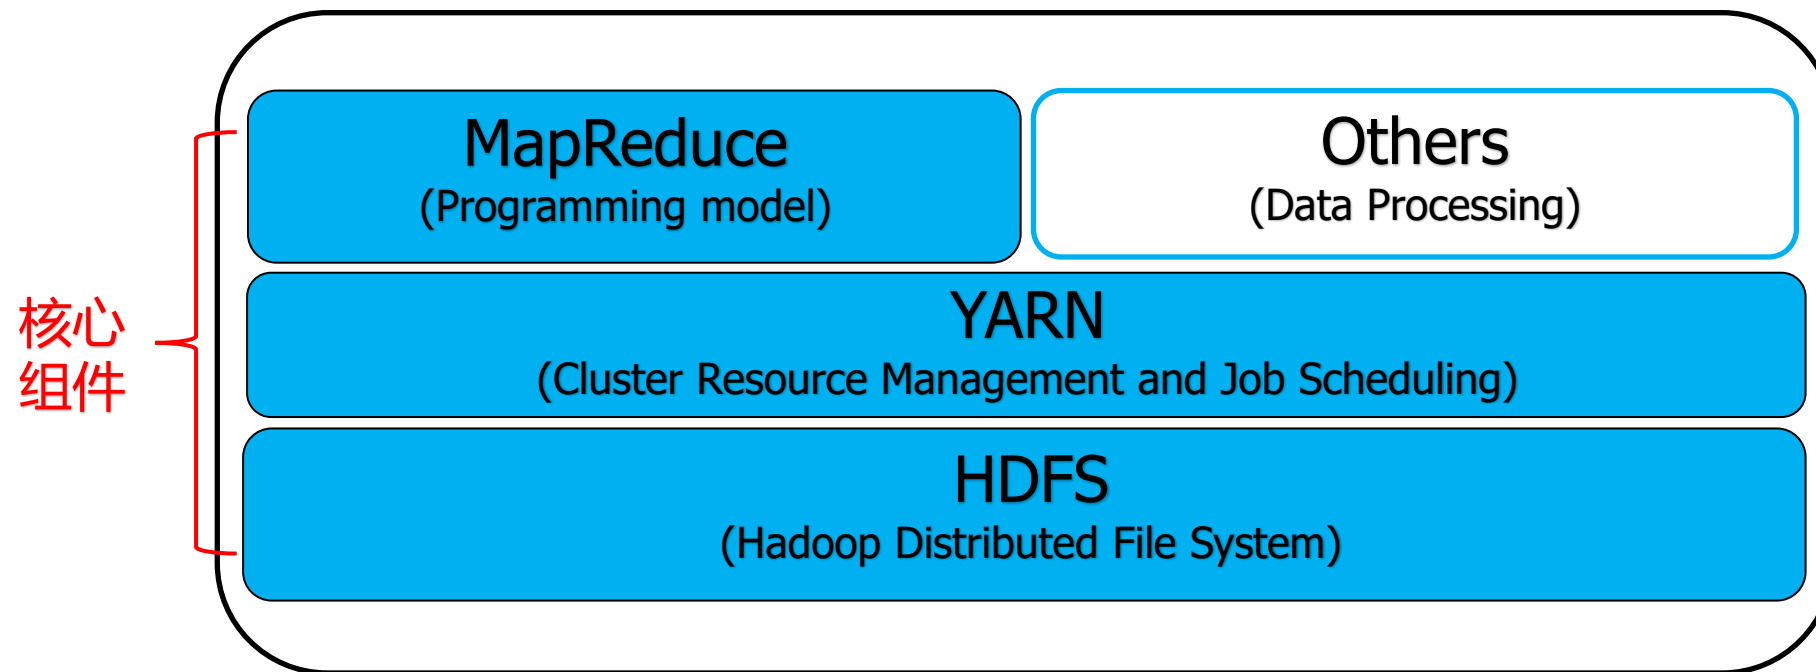 MapReduce
(Programming model)
Others
(Data Processing)
核心
组件
YARN
(Cluster Resource Management and Job Scheduling)
HDFS
(Hadoop Distributed File System)